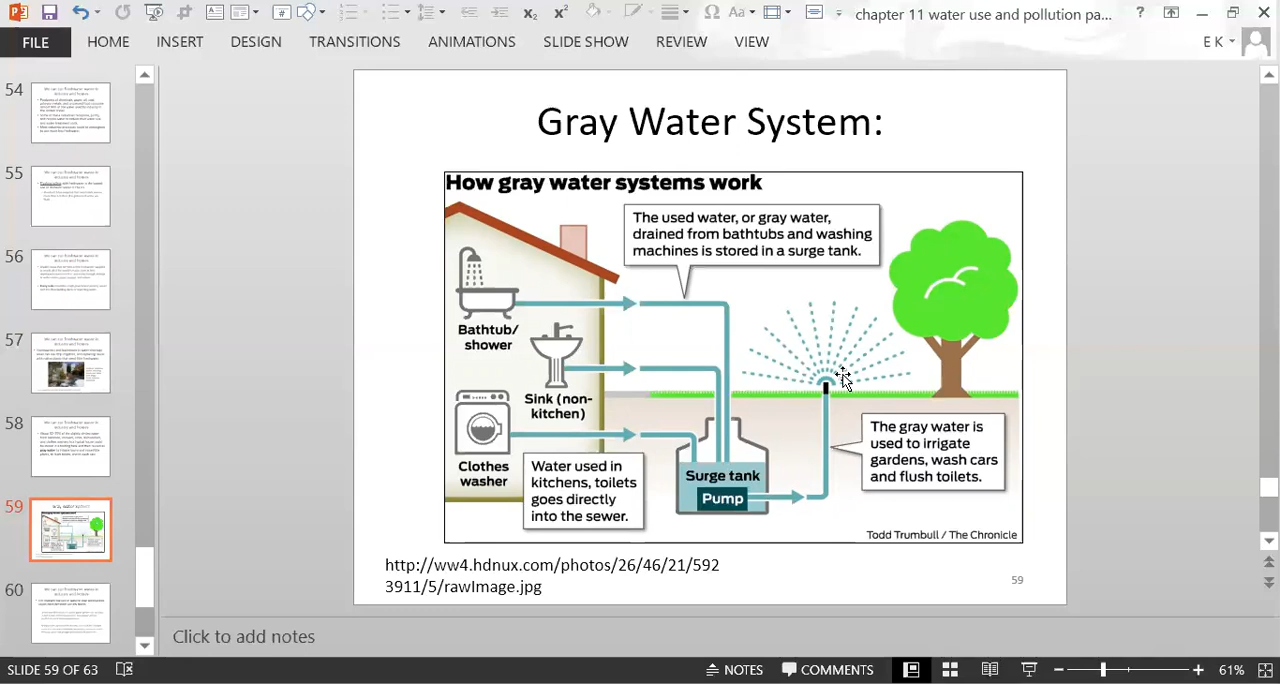 chapter 11 water use and pollution pa...
?
FILE
HOME
INSERT
DESIGN
TRANSITIONS
ANIMATIONS
SLIDE SHOW
REVIEW
VIEW
E K
54
55
56
57
58
59
60
Gray Water System:
How gray water systems work
The used water, or gray water,
drained from bathtubs and washing
machines is stored in a surge tank.
Bathtub/
shower
Sink (non-
kitchen)
Clothes
washer
Water used in
kitchens, toilets
goes directly
into the sewer.
Surge tank
Pump
The gray water is
used to irrigate
gardens, wash cars
and flush toilets.
Todd Trumbull / The Chronicle
http://ww4.hdnux.com/photos/26/46/21/592
3911/5/rawImage.jpg
59
Click to add notes
SLIDE 59 OF 63
NOTES
COMMENTS
61%